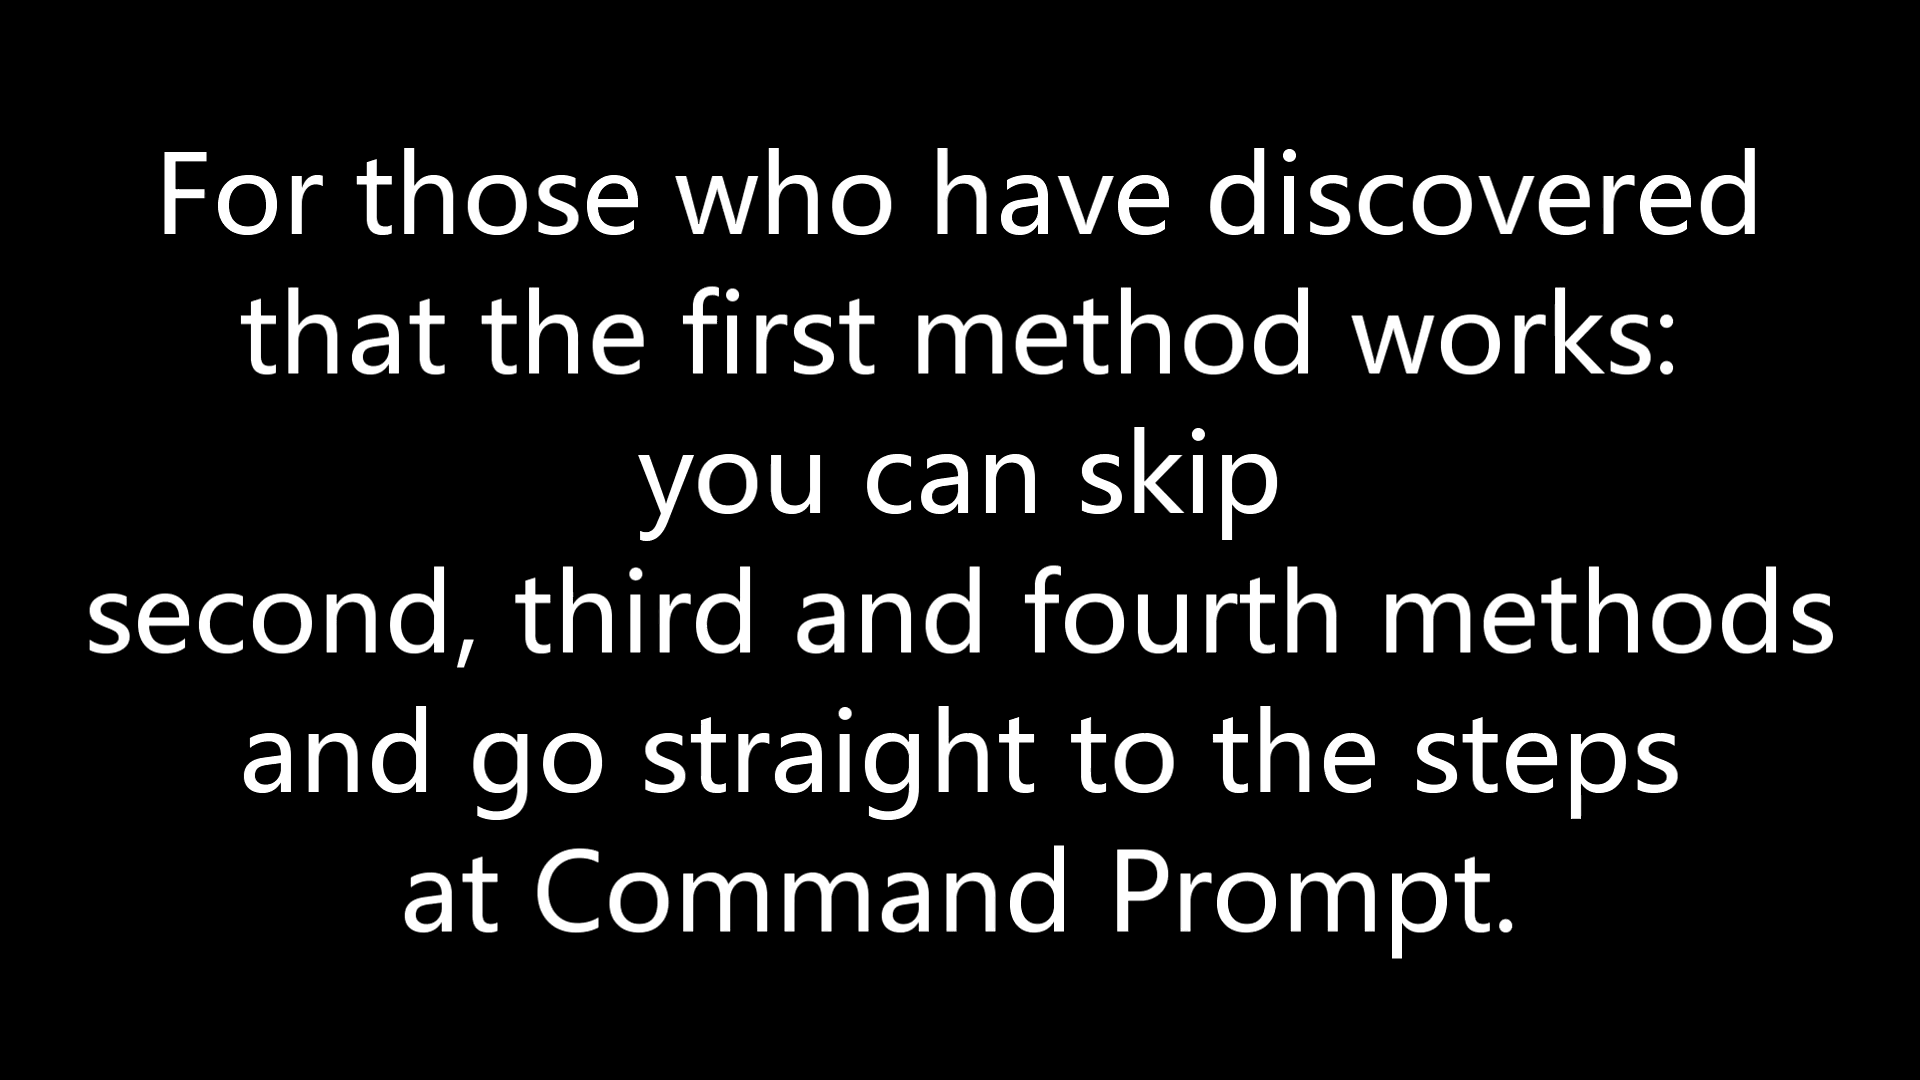 For those who have discovered
that the first method works:
you can skip
second, third and fourth methods
and go straight to the steps
at Command Prompt.